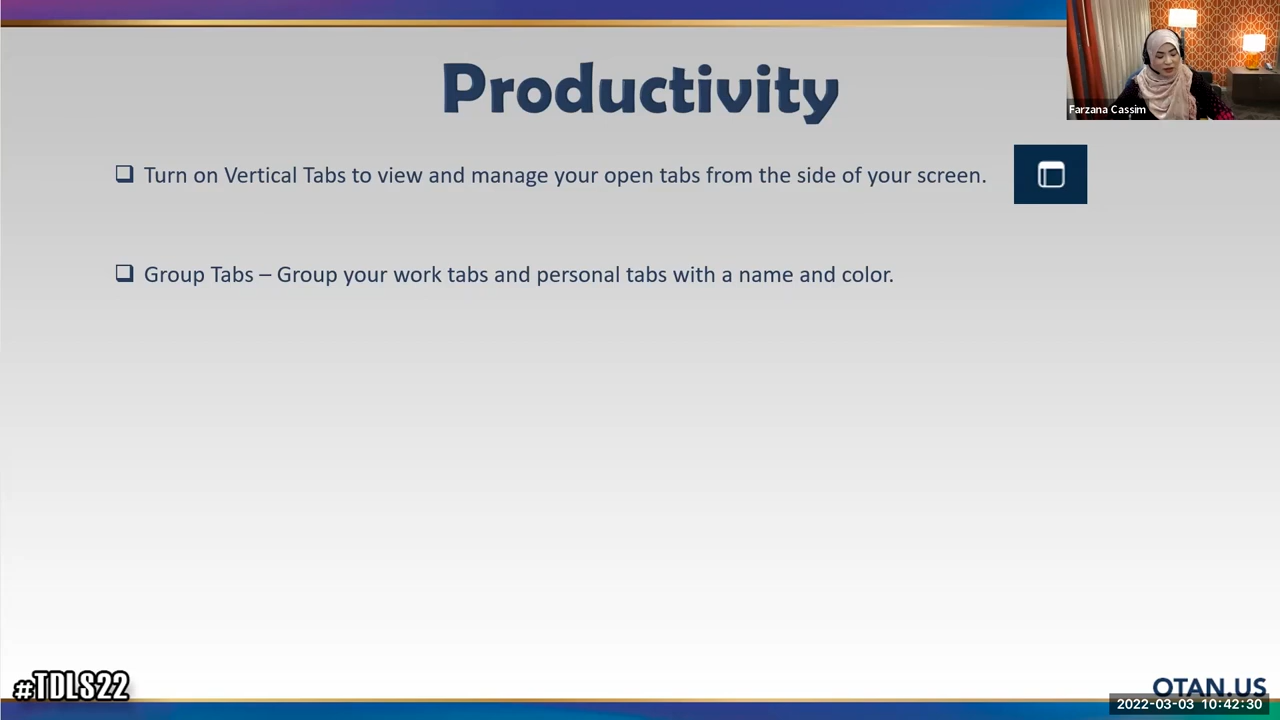 Productivity
Farzana Cassim
❑ Turn on Vertical Tabs to view and manage your open tabs from the side of your screen.
❑ Group Tabs – Group your work tabs and personal tabs with a name and color.
#TDLS22
OTAN.US
2022-03-03 10:42:30